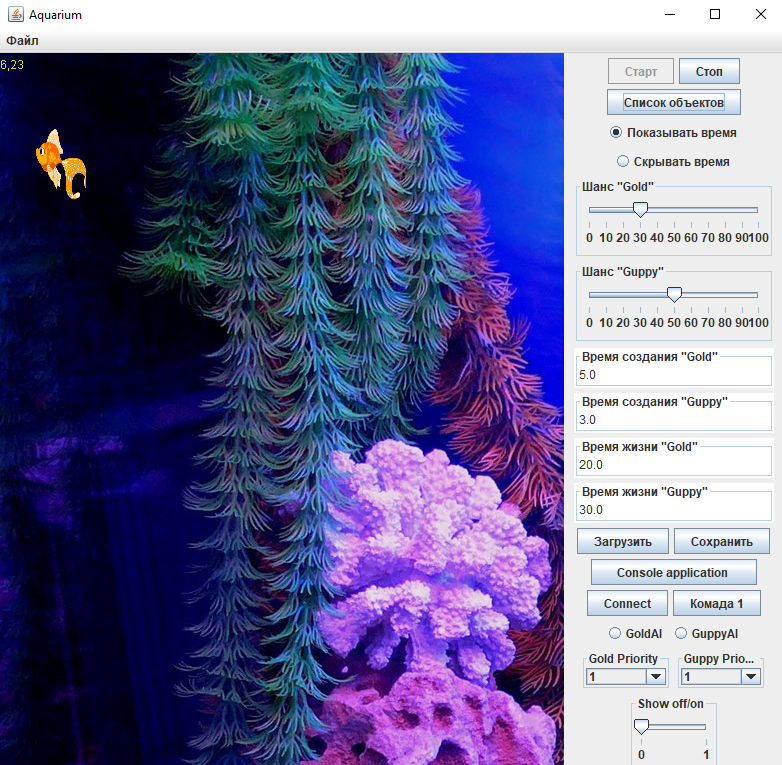 Aquarium
Файл
6,23
Старт Стоп
Список объектов
Показывать время
Скрывать время
Шанс "Gold"
0 10 20 30 40 50 60 70 80 90100
Шанс "Guppy"
0 10 20 30 40 50 60 70 80 90100
Время создания "Gold"
5.0
Время создания "Guppy"
3.0
Время жизни "Gold"
20.0
Время жизни "Guppy"
30.0
Загрузить Сохранить
Console application
Connect Комада 1
GoldAI GuppyAI
Gold Priority Guppy Prio...
1 1
Show off/on
0 1